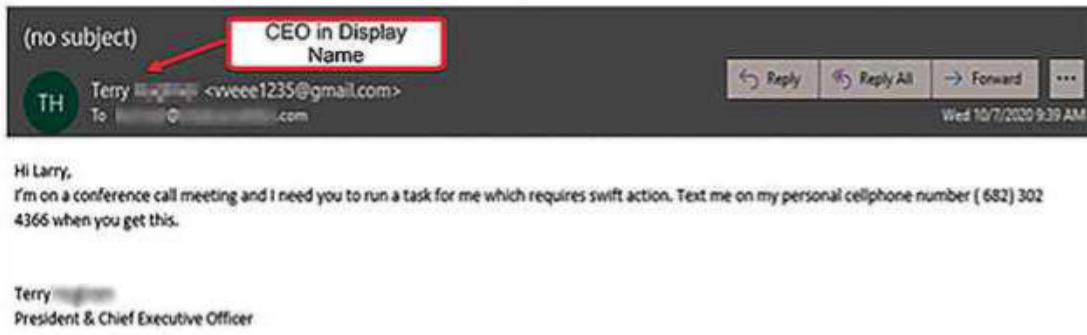 (no subject)
CEO in Display
Name
TH
Terry <vveee1235@gmail.com>
To .com
Reply
Reply All
Forward
...
Wed 10/7/2020 9:39 AM
Hi Larry,
I'm on a conference call meeting and I need you to run a task for me which requires swift action. Text me on my personal cellphone number ( 682) 302
4366 when you get this.
Terry
President & Chief Executive Officer